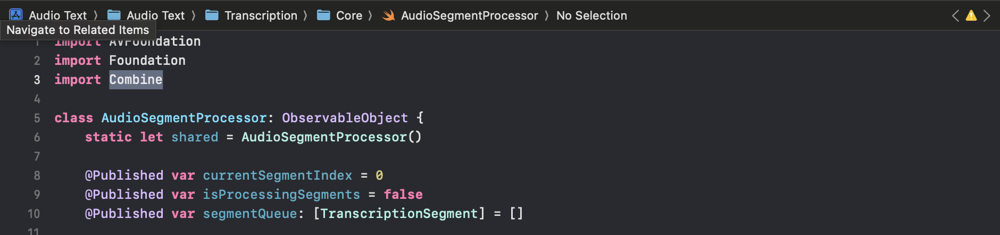 Audio Text 〉 Audio Text 〉 Transcription 〉 Core 〉 AudioSegmentProcessor 〉 No Selection
Navigate to Related Items
1 import AVFoundation
2 import Foundation
3 import Combine
4
5 class AudioSegmentProcessor: ObservableObject {
6     static let shared = AudioSegmentProcessor()
7
8     @Published var currentSegmentIndex = 0
9     @Published var isProcessingSegments = false
10     @Published var segmentQueue: [TranscriptionSegment] = []
11